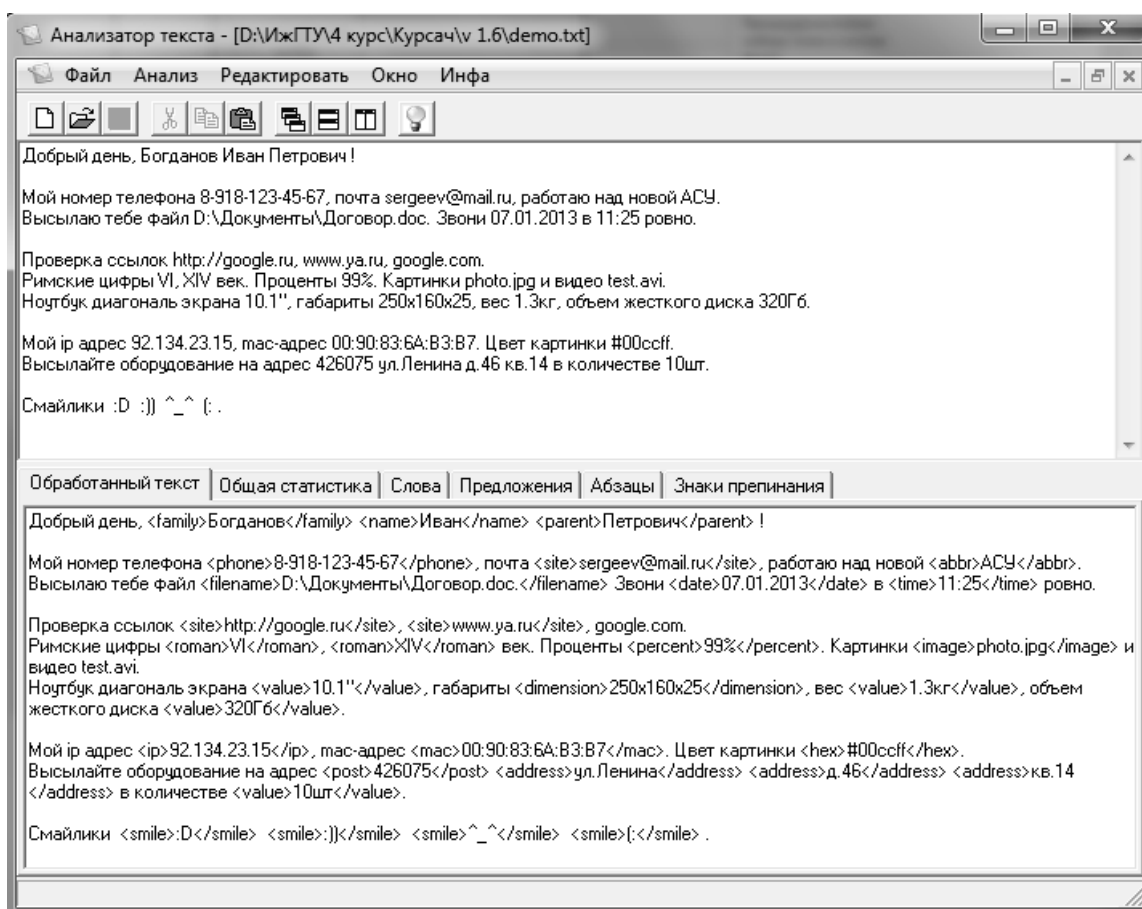 Анализатор текста - [D:\ИжГТУ\4 курс\Курсач\v 1.6\demo.txt]
Файл Анализ Редактировать Окно Инфа
Добрый день, Богданов Иван Петрович !
Мой номер телефона 8-918-123-45-67, почта sergeev@mail.ru, работаю над новой АСУ.
Высылаю тебе файл D:\Документы\Договор.doc. Звони 07.01.2013 в 11:25 ровно.
Проверка ссылок http://google.ru, www.ya.ru, google.com.
Римские цифры VI, XIV век. Проценты 99%. Картинки photo.jpg и видео test.avi.
Ноутбук диагональ экрана 10.1'', габариты 250x160x25, вес 1.3кг, объем жесткого диска 320Гб.
Мой ip адрес 92.134.23.15, mac-адрес 00:90:83:6A:B3:B7. Цвет картинки #00ccff.
Высылайте оборудование на адрес 426075 ул.Ленина д.46 кв.14 в количестве 10шт.
Смайлики :D :)) ^_^ (: .
Обработанный текст Общая статистика Слова Предложения Абзацы Знаки препинания
Добрый день, <family>Богданов</family> <name>Иван</name> <parent>Петрович</parent> !
Мой номер телефона <phone>8-918-123-45-67</phone>, почта <site>sergeev@mail.ru</site>, работаю над новой <abbr>АСУ</abbr>.
Высылаю тебе файл <filename>D:\Документы\Договор.doc.</filename> Звони <date>07.01.2013</date> в <time>11:25</time> ровно.
Проверка ссылок <site>http://google.ru</site>, <site>www.ya.ru</site>, google.com.
Римские цифры <roman>VI</roman>, <roman>XIV</roman> век. Проценты <percent>99%</percent>. Картинки <image>photo.jpg</image> и
видео test.avi.
Ноутбук диагональ экрана <value>10.1''</value>, габариты <dimension>250x160x25</dimension>, вес <value>1.3кг</value>, объем
жесткого диска <value>320Гб</value>.
Мой ip адрес <ip>92.134.23.15</ip>, mac-адрес <mac>00:90:83:6A:B3:B7</mac>. Цвет картинки <hex>#00ccff</hex>.
Высылайте оборудование на адрес <post>426075</post> <address>ул.Ленина</address> <address>д.46</address> <address>кв.14
</address> в количестве <value>10шт</value>.
Смайлики <smile>:D</smile> <smile>:))</smile> <smile>^_^</smile> <smile>(:</smile> .